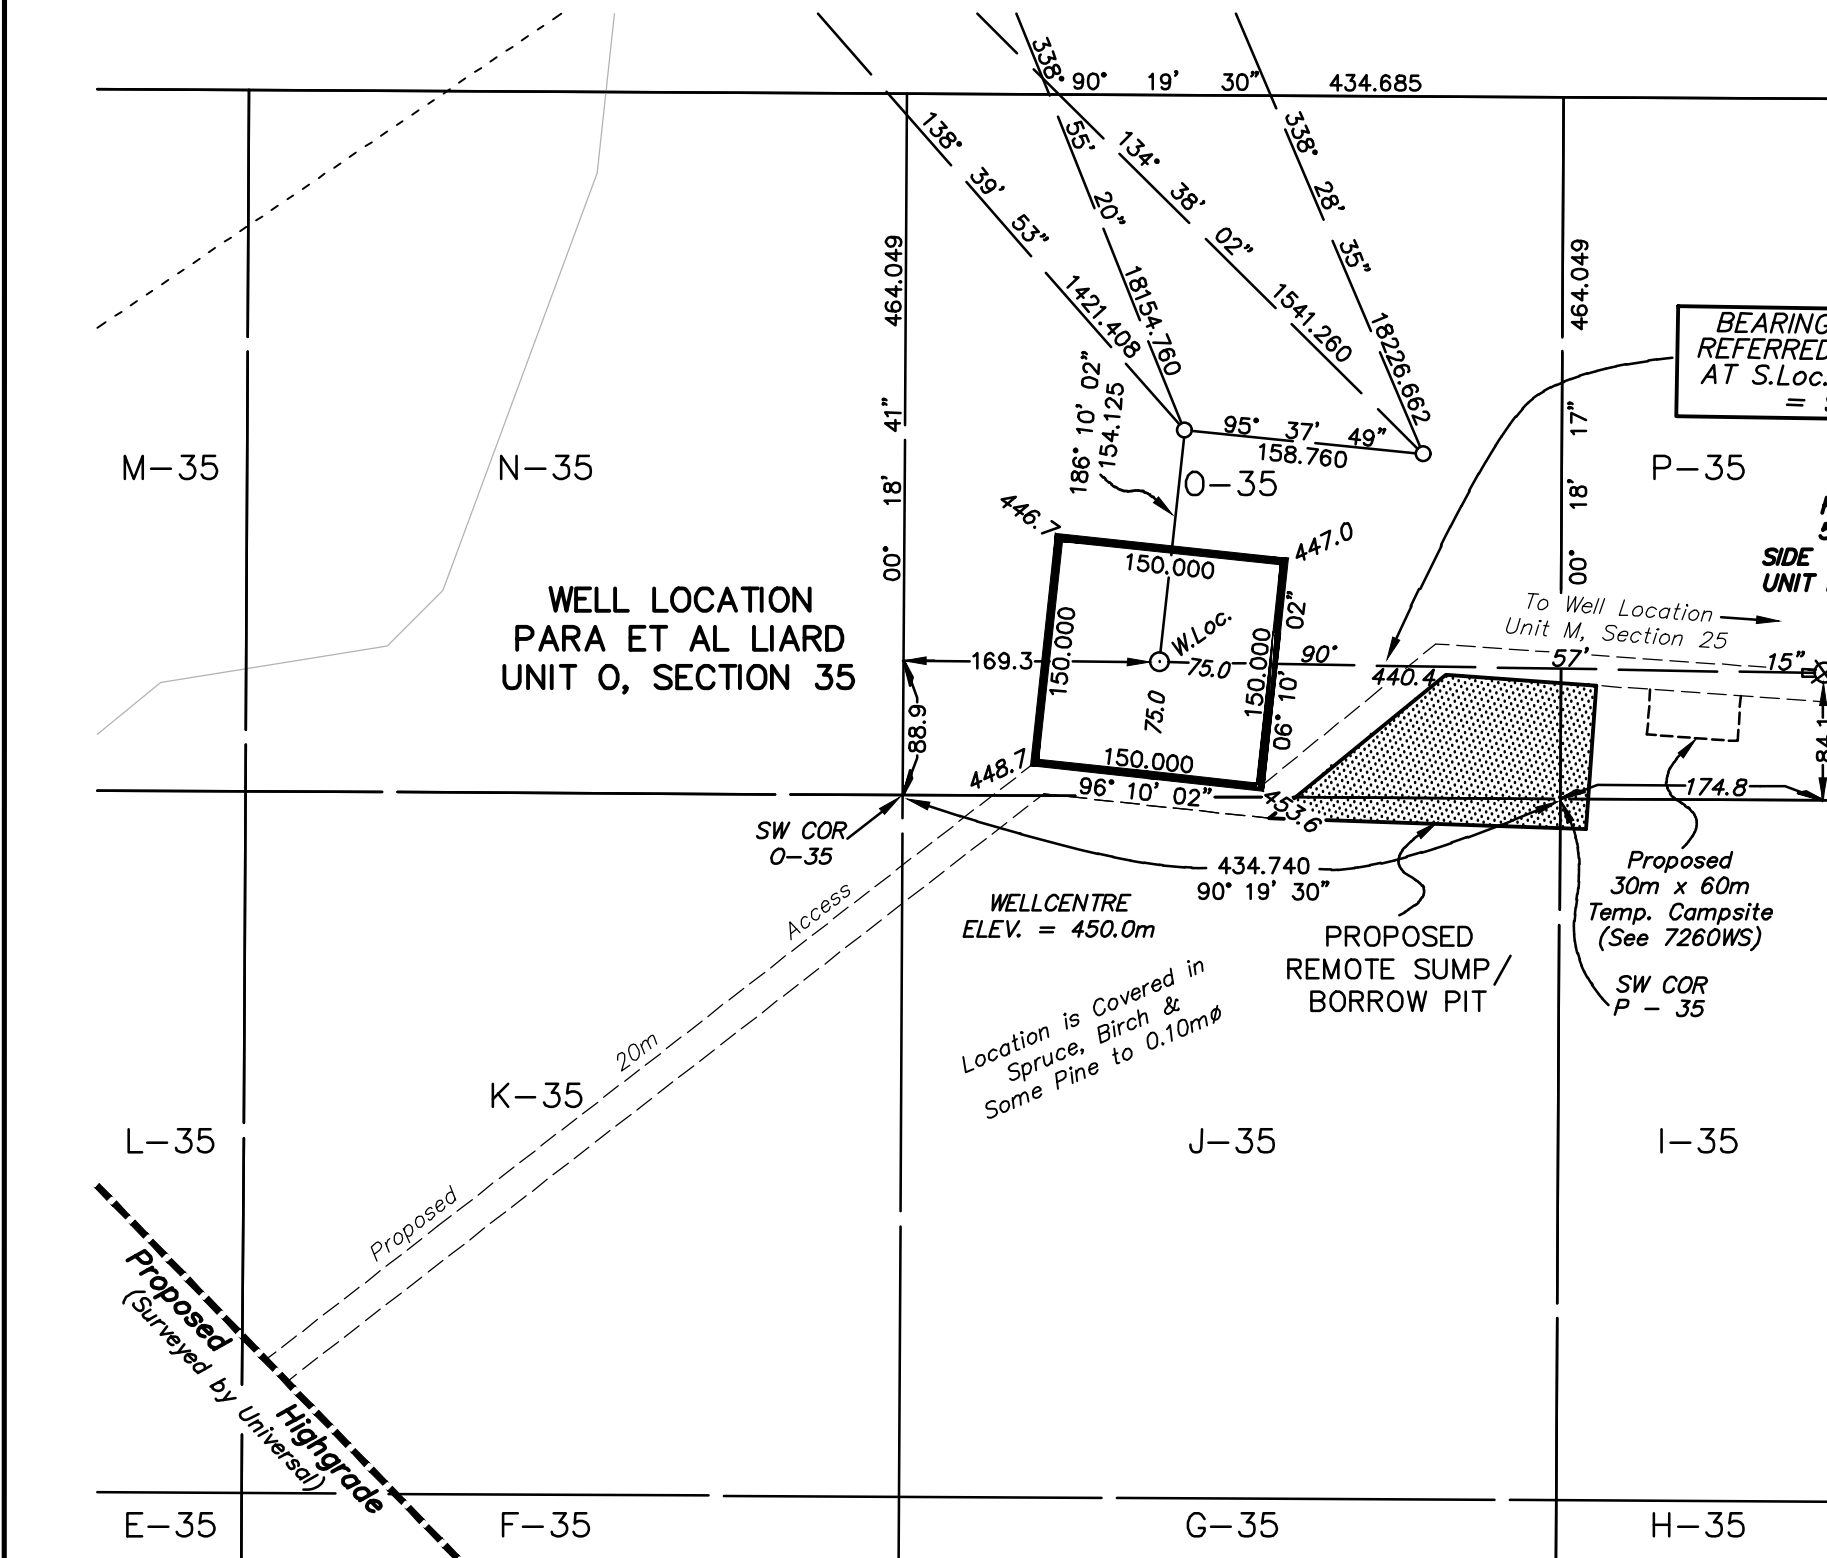 90° 19' 30" 434.685
338° 55' 20" 18154.760
138° 39' 53" 1421.408
134° 38' 02" 1541.260
338° 28' 35" 18226.662
464.049
00° 18' 41"
464.049
00° 18' 17"
BEARING
REFERRED
AT S.Loc.
=
186° 10' 02"
154.125
95° 37' 49"
158.760
M-35
N-35
O-35
P-35
446.7
447.0
150.000
WELL LOCATION
PARA ET AL LIARD
UNIT O, SECTION 35
150.000
W.Loc.
150.000
06° 10' 02"
169.3
75.0
75.0
90° 57' 15"
SIDE
UNIT
To Well Location
Unit M, Section 25
440.4
88.9
84.1
448.7
150.000
96° 10' 02"
453.6
174.8
SW COR
O-35
434.740
90° 19' 30"
WELLCENTRE
ELEV. = 450.0m
PROPOSED
REMOTE SUMP/
BORROW PIT
Proposed
30m x 60m
Temp. Campsite
(See 7260WS)
SW COR
P - 35
Location is Covered in
Spruce, Birch &
Some Pine to 0.10mø
Proposed 20m Access
K-35
L-35
J-35
I-35
Proposed Highgrade
(Surveyed by Universal)
E-35
F-35
G-35
H-35